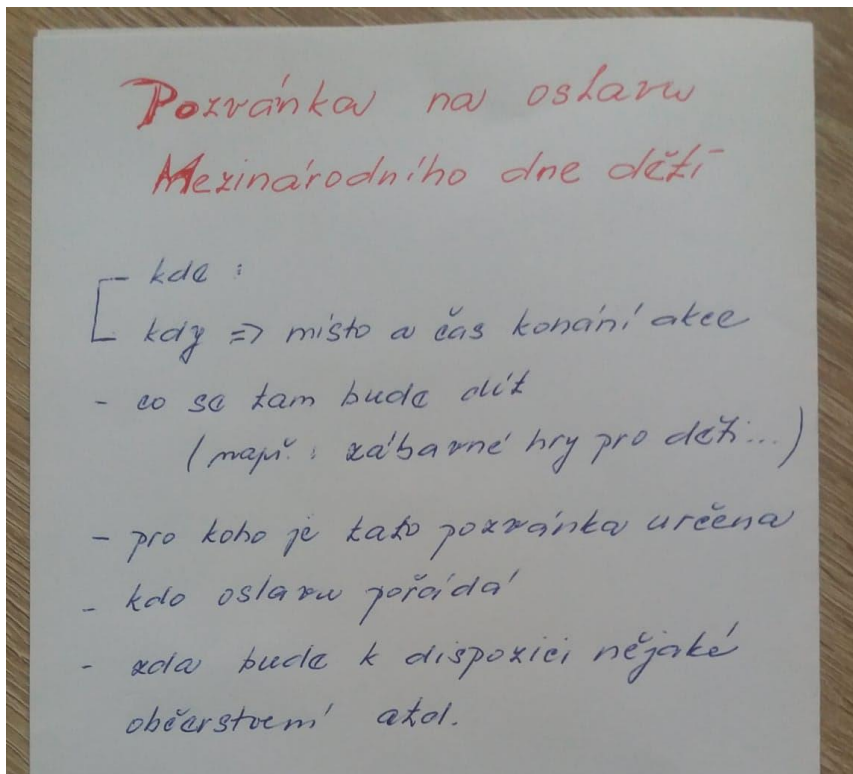 Pozvánka na oslavu
Mezinárodního dne dětí
- kde :
- kdy => místo a čas konání akce
- co se tam bude dít
(např. : zábavné hry pro děti...)
- pro koho je tato pozvánka určena
- kdo oslavu pořádá
- zda bude k dispozici nějaké
občerstvení atd.